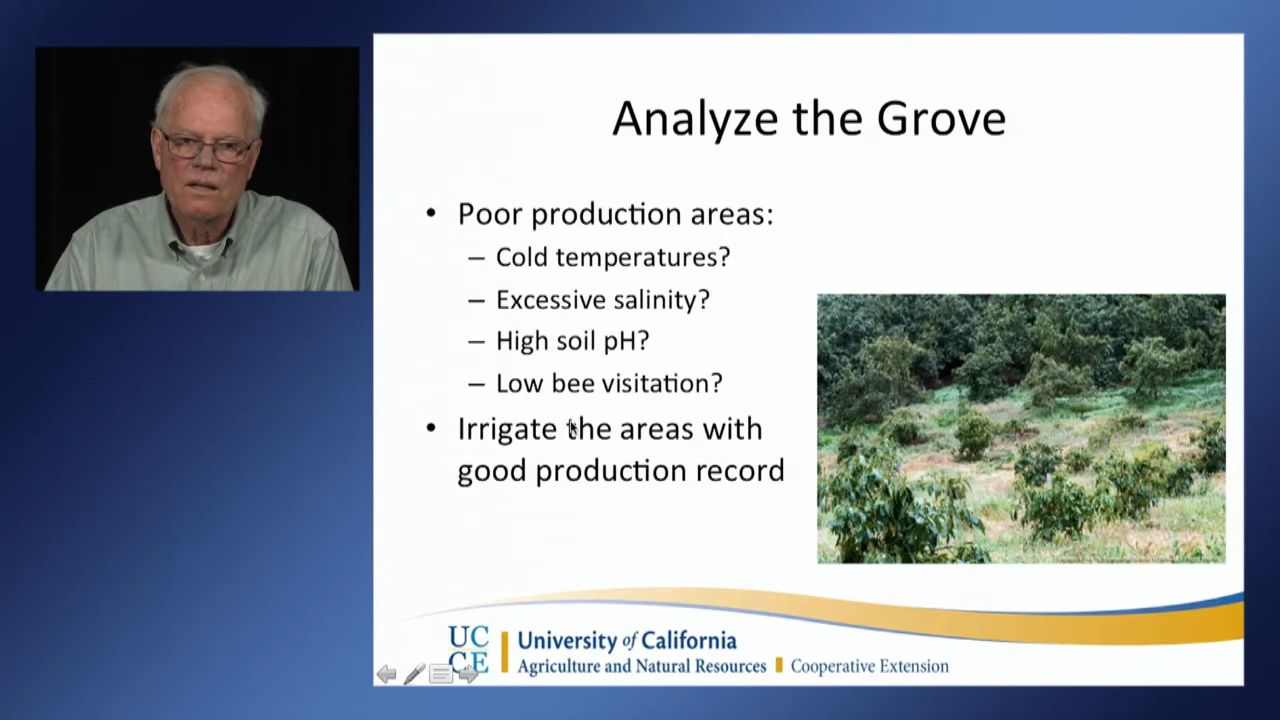 Analyze the Grove
• Poor production areas:
– Cold temperatures?
– Excessive salinity?
– High soil pH?
– Low bee visitation?
• Irrigate the areas with
good production record
UC
CE
University of California
Agriculture and Natural Resources
Cooperative Extension